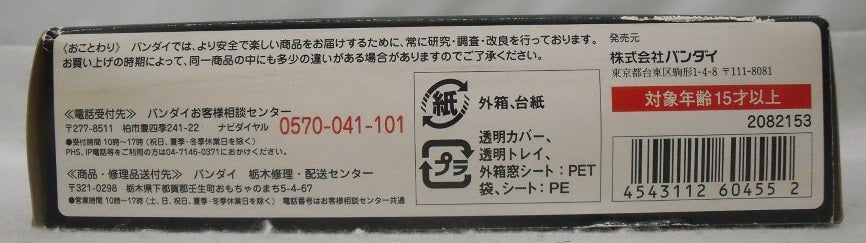 《おことわり》 バンダイでは、より安全で楽しい商品をお届けするために、常に研究・調査・改良を行っております。
お買い上げの時期によって、同一商品の中にも多少の違いがある場合がありますのでご了承ください。
≪電話受付先≫ バンダイお客様相談センター
〒277-8511 柏市豊四季241-22 ナビダイヤル 0570-041-101
●受付時間 10時〜17時(祝日、夏季・冬季休業日を除く)
PHS、IP電話等をご利用の方は04-7146-0371におかけください。
≪商品・修理品送付先≫ バンダイ 栃木修理・配送センター
〒321-0298 栃木県下都賀郡壬生町おもちゃのまち5-4-67
●営業時間 10時〜17時(土、日、祝日、夏季・冬季休業日を除く) 電話番号はお客様相談センター共通
紙
外箱、台紙
プラ
透明カバー、
透明トレイ、
外箱窓シート:PET
袋、シート:PE
発売元
株式会社バンダイ
東京都台東区駒形1-4-8 〒111-8081
対象年齢15才以上
2082153
4543112 60455 2